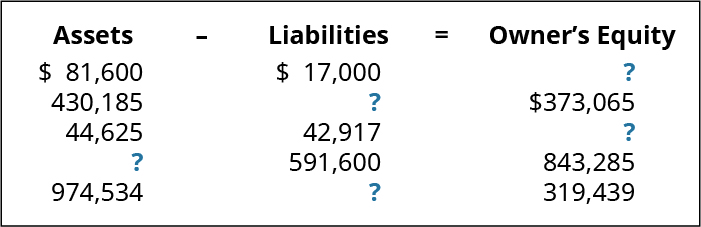 Assets – Liabilities = Owner’s Equity
$ 81,600 $ 17,000 ?
430,185 ? $373,065
44,625 42,917 ?
? 591,600 843,285
974,534 ? 319,439